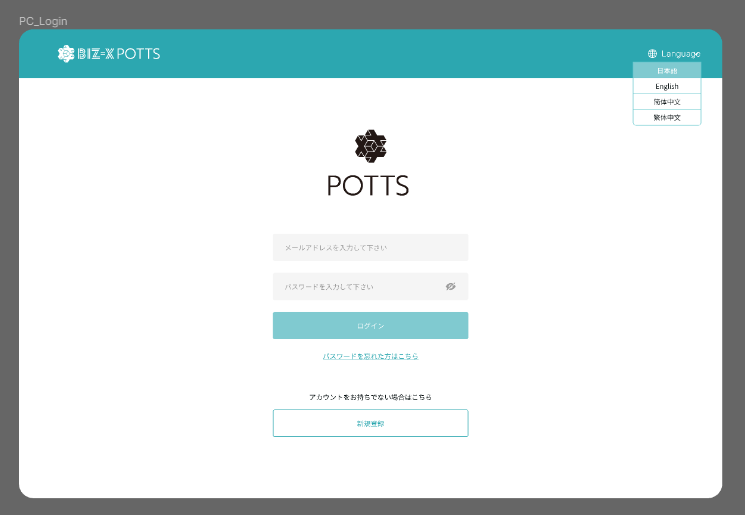 PC_Login
BIZ=X POTTS
Language
日本語
English
简体中文
繁体中文
POTTS
メールアドレスを入力して下さい
パスワードを入力して下さい
ログイン
パスワードを忘れた方はこちら
アカウントをお持ちでない場合はこちら
新規登録